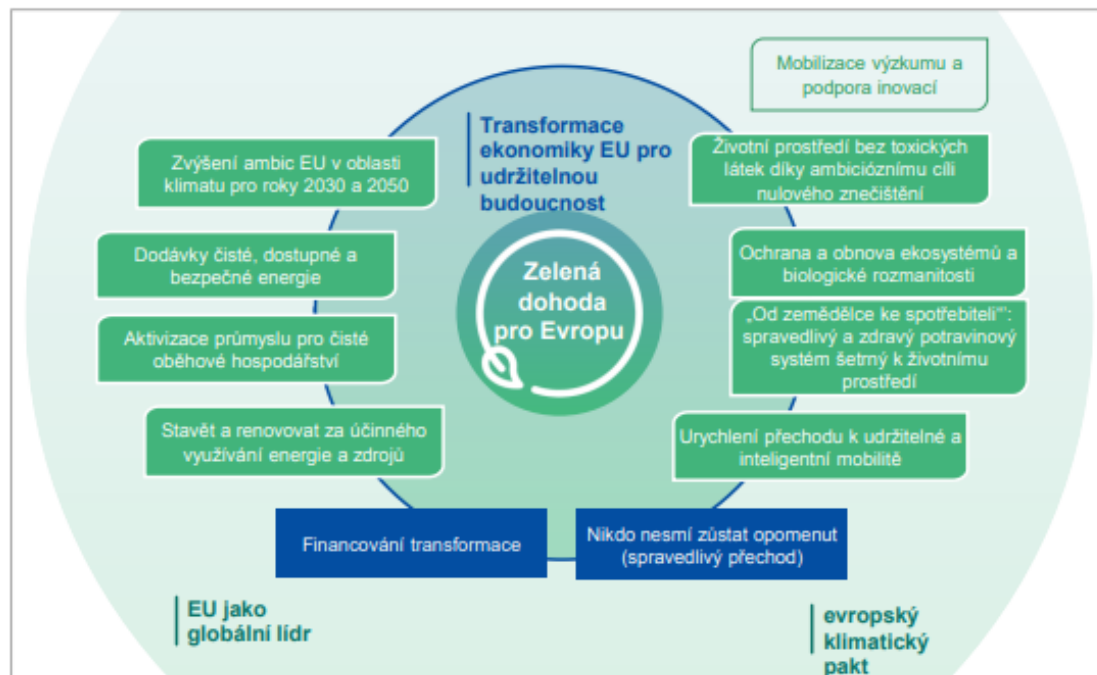 Mobilizace výzkumu a
podpora inovací
Transformace
ekonomiky EU pro
udržitelnou
budoucnost
Zvýšení ambic EU v oblasti
klimatu pro roky 2030 a 2050
Životní prostředí bez toxických
látek díky ambicióznímu cíli
nulového znečištění
Dodávky čisté, dostupné a
bezpečné energie
Zelená
dohoda
pro Evropu
Ochrana a obnova ekosystémů a
biologické rozmanitosti
Aktivizace průmyslu pro čisté
oběhové hospodářství
„Od zemědělce ke spotřebiteli“":
spravedlivý a zdravý potravinový
systém šetrný k životnímu
prostředí
Stavět a renovovat za účinného
využívání energie a zdrojů
Urychlení přechodu k udržitelné a
inteligentní mobilitě
Financování transformace
Nikdo nesmí zůstat opomenut
(spravedlivý přechod)
EU jako
globální lídr
evropský
klimatický
pakt